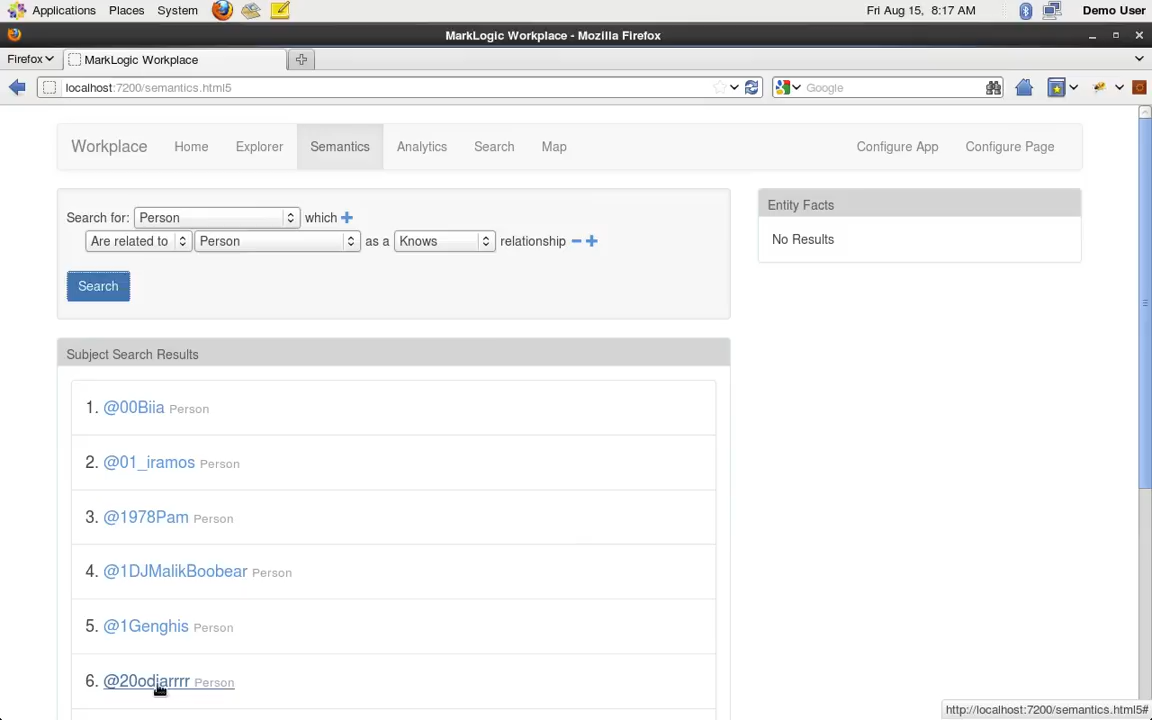 Applications Places System Fri Aug 15, 8:17 AM Demo User
MarkLogic Workplace - Mozilla Firefox
Firefox MarkLogic Workplace
localhost:7200/semantics.html5 Google
Workplace Home Explorer Semantics Analytics Search Map Configure App Configure Page
Search for: Person which
Are related to Person as a Knows relationship
Search
Entity Facts
No Results
Subject Search Results
1. @00Biia Person
2. @01_iramos Person
3. @1978Pam Person
4. @1DJMalikBoobear Person
5. @1Genghis Person
6. @20odiarrrr Person
http://localhost:7200/semantics.html5#